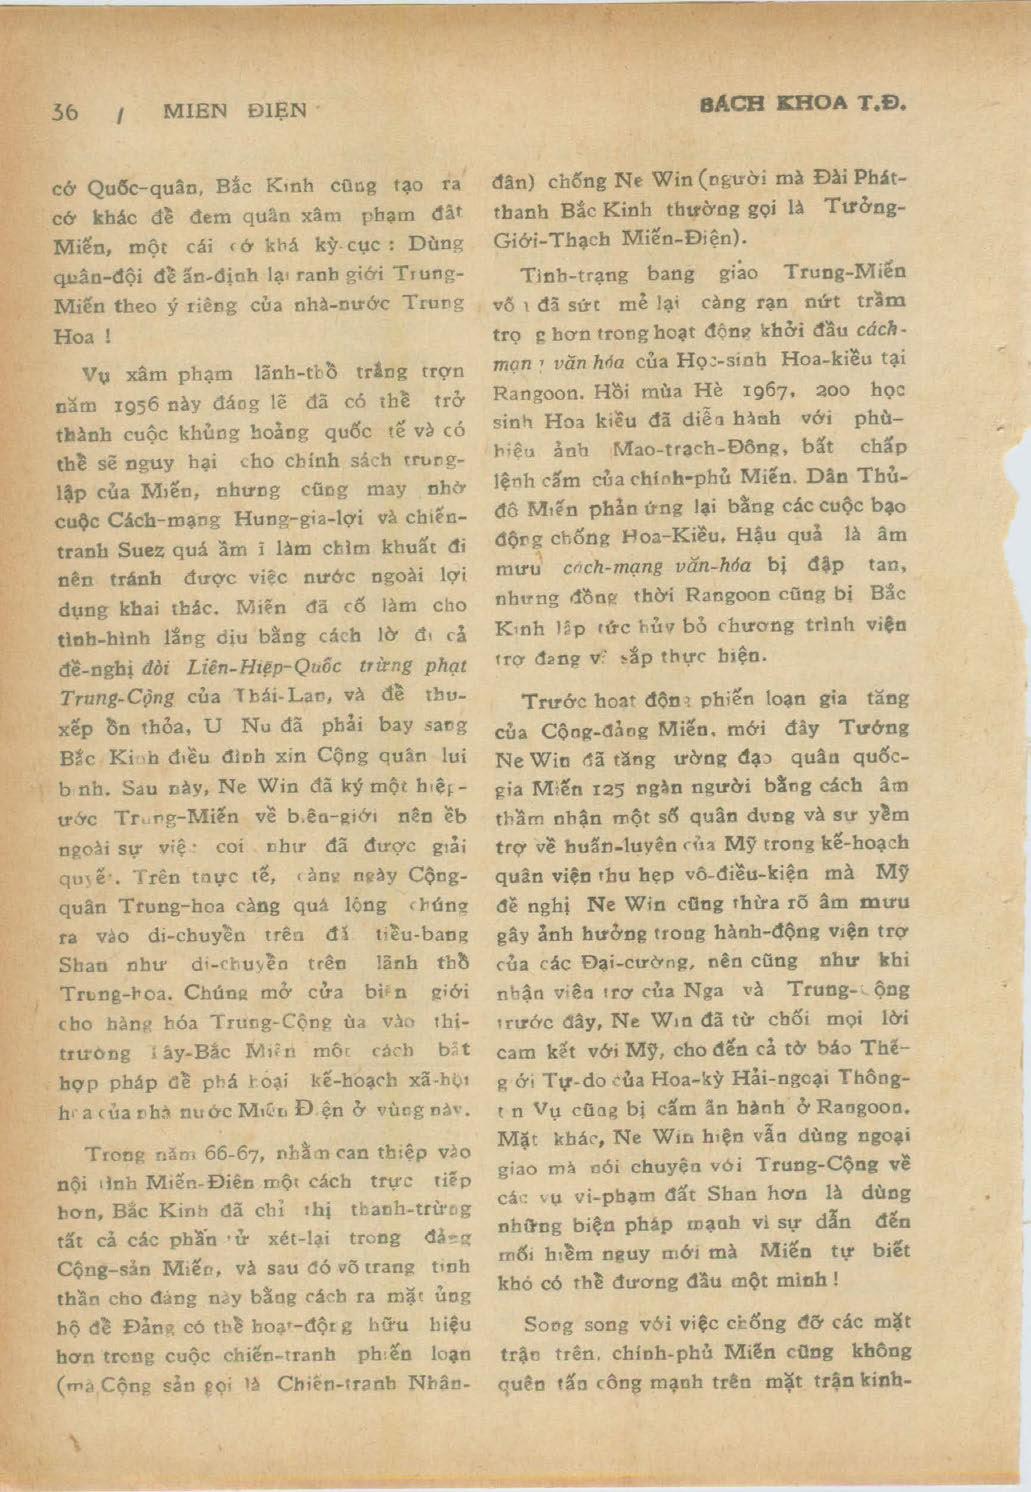 36 / MIEN ĐIỆN
BÁCH KHOA T.Đ.
cớ Quốc-quân, Bắc Kinh cũng tạo ra
cớ khác để đem quân xâm phạm đất
Miến, một cái cớ khá kỳ-cục : Dùng
quân-đội để ấn-định lại ranh giới Trung-
Miến theo ý riêng của nhà-nước Trung
Hoa !
Vụ xâm phạm lãnh-thổ trắng trợn
năm 1956 này đáng lẽ đã có thể trở
thành cuộc khủng hoảng quốc tế và có
thể sẽ nguy hại cho chính sách trung-
lập của Miến, nhưng cũng may nhờ
cuộc Cách-mạng Hung-gia-lợi và chiến-
tranh Suez quá ầm ĩ làm chìm khuất đi
nên tránh được việc nước ngoài lợi
dụng khai thác. Miến đã cố làm cho
tình-hình lắng dịu bằng cách lờ đi cả
đề-nghị đòi Liên-Hiệp-Quốc trừng phạt
Trung-Cộng của Thái-Lan, và để thu-
xếp ổn thỏa, U Nu đã phải bay sang
Bắc Kinh điều đình xin Cộng quân lui
binh. Sau này, Ne Win đã ký một hiệp-
ước Trung-Miến về biên-giới nên bề
ngoài sự việc coi như đã được giải
quyết. Trên thực tế, càng ngày Cộng-
quân Trung-hoa càng quá lộng chúng
ra vào di-chuyển trên đất tiểu-bang
Shan như di-chuyển trên lãnh thổ
Trung-hoa. Chúng mở cửa biên giới
cho hàng hóa Trung-Cộng ùa vào thị-
trường Tây-Bắc Miến một cách bất
hợp pháp để phá hoại kế-hoạch xã-hội
hóa của nhà nước Miến Điện ở vùng này.
Trong năm 66-67, nhằm can thiệp vào
nội tình Miến-Điện một cách trực tiếp
hơn, Bắc Kinh đã chỉ thị thanh-trừng
tất cả các phần tử xét-lại trong đảng
Cộng-sản Miến, và sau đó võ trang tinh
thần cho đảng này bằng cách ra mặt ủng
hộ để Đảng có thể hoạt-động hữu hiệu
hơn trong cuộc chiến-tranh phiến loạn
(mà Cộng sản gọi là Chiến-tranh Nhân-
đân) chống Ne Win (người mà Đài Phát-
thanh Bắc Kinh thường gọi là Tưởng-
Giới-Thạch Miến-Điện).
Tình-trạng bang giao Trung-Miến
vốn đã sứt mẻ lại càng rạn nứt trầm
trọng hơn trong hoạt động khởi đầu cách-
mạng văn hóa của Học-sinh Hoa-kiều tại
Rangoon. Hồi mùa Hè 1967, 200 học
sinh Hoa kiều đã diễn hành với phù-
hiệu ảnh Mao-trạch-Đông, bất chấp
lệnh cấm của chính-phủ Miến. Dân Thủ-
đô Miến phản ứng lại bằng các cuộc bạo
động chống Hoa-Kiều. Hậu quả là âm
mưu cách-mạng văn-hóa bị đập tan,
nhưng đồng thời Rangoon cũng bị Bắc
Kinh lập tức hủy bỏ chương trình viện
trợ đang và sắp thực hiện.
Trước hoạt động phiến loạn gia tăng
của Cộng-đảng Miến, mới đây Tướng
Ne Win đã tăng cường đạo quân quốc-
gia Miến 125 ngàn người bằng cách âm
thầm nhận một số quân dụng và sự yểm
trợ về huấn-luyện của Mỹ trong kế-hoạch
quân viện thu hẹp vô-điều-kiện mà Mỹ
đề nghị Ne Win cũng thừa rõ âm mưu
gây ảnh hưởng trong hành-động viện trợ
của các Đại-cường, nên cũng như khi
nhận viện trợ của Nga và Trung-Cộng
trước đây, Ne Win đã từ chối mọi lời
cam kết với Mỹ, cho đến cả tờ báo Thế-
giới Tự-do của Hoa-kỳ Hải-ngoại Thông-
tin Vụ cũng bị cấm ấn hành ở Rangoon.
Mặt khác, Ne Win hiện vẫn dùng ngoại
giao mà nói chuyện với Trung-Cộng về
các vụ vi-phạm đất Shan hơn là dùng
những biện pháp mạnh vì sự dẫn đến
mối hiểm nguy mới mà Miến tự biết
khó có thể đương đầu một mình !
Song song với việc chống đỡ các mặt
trận trên, chính-phủ Miến cũng không
quên tấn công mạnh trên mặt trận kinh-